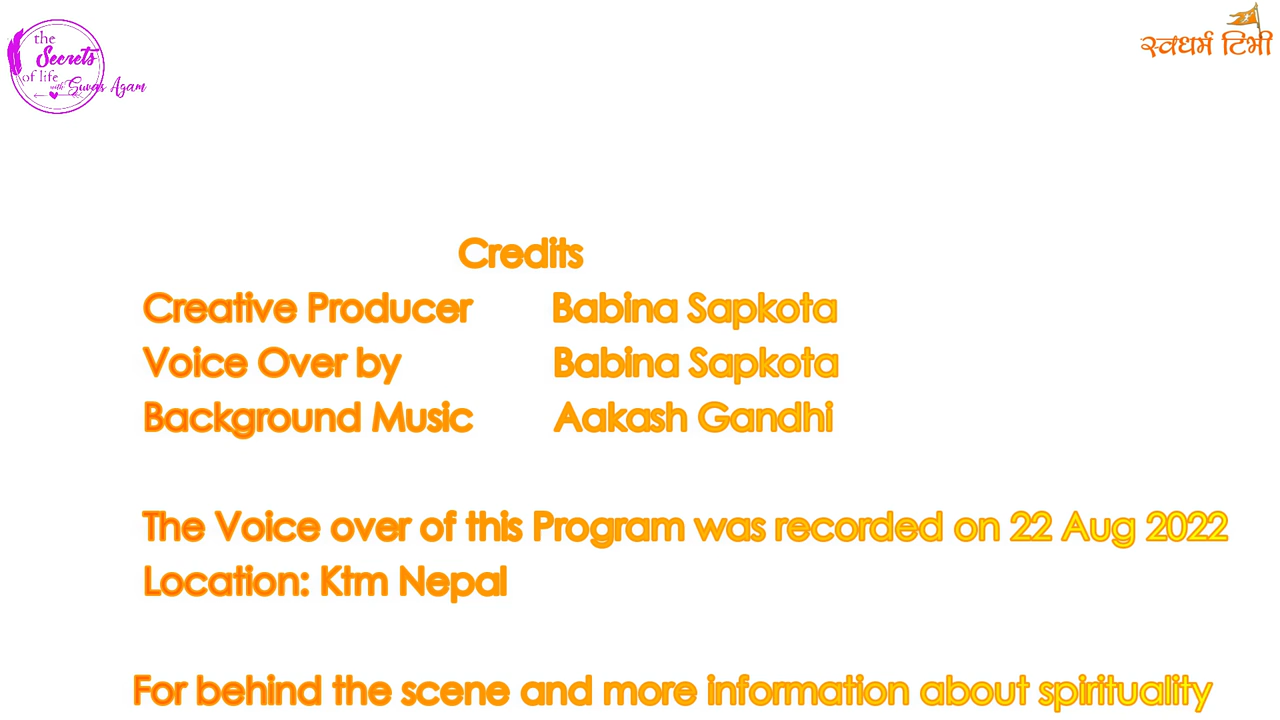 the
Secrets
of life
with Suvas Agam
स्वधर्म टिभी
Credits
Creative Producer Babina Sapkota
Voice Over by Babina Sapkota
Background Music Aakash Gandhi
The Voice over of this Program was recorded on 22 Aug 2022
Location: Ktm Nepal
For behind the scene and more information about spirituality